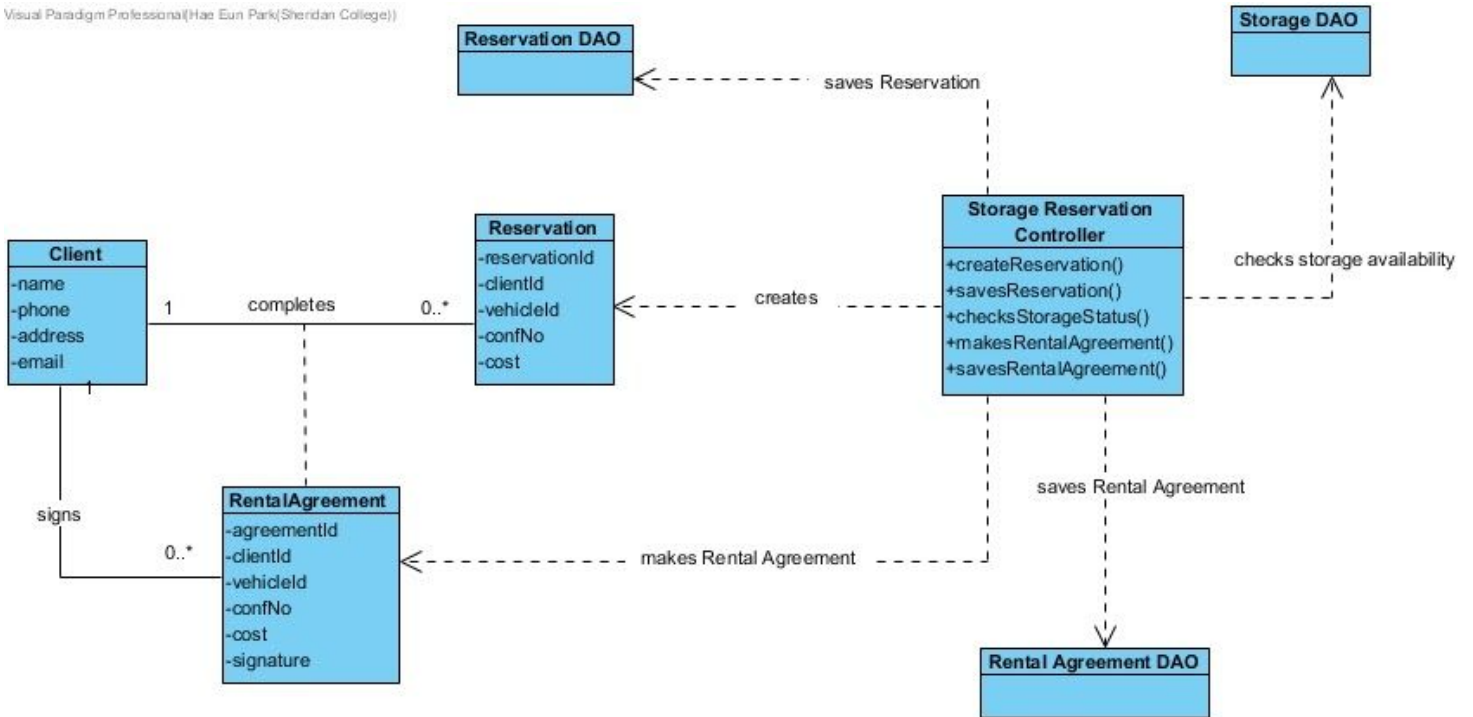 Visual Paradigm Professional(Hae Eun Park(Sheridan College))
Reservation DAO
Storage DAO
saves Reservation
Client
-name
-phone
-address
-email
1
completes
0..*
Reservation
-reservationId
-clientId
-vehicleId
-confNo
-cost
creates
Storage Reservation
Controller
+createReservation()
+savesReservation()
+checksStorageStatus()
+makesRentalAgreement()
+savesRentalAgreement()
checks storage availability
1
signs
0..*
RentalAgreement
-agreementId
-clientId
-vehicleId
-confNo
-cost
-signature
makes Rental Agreement
saves Rental Agreement
Rental Agreement DAO